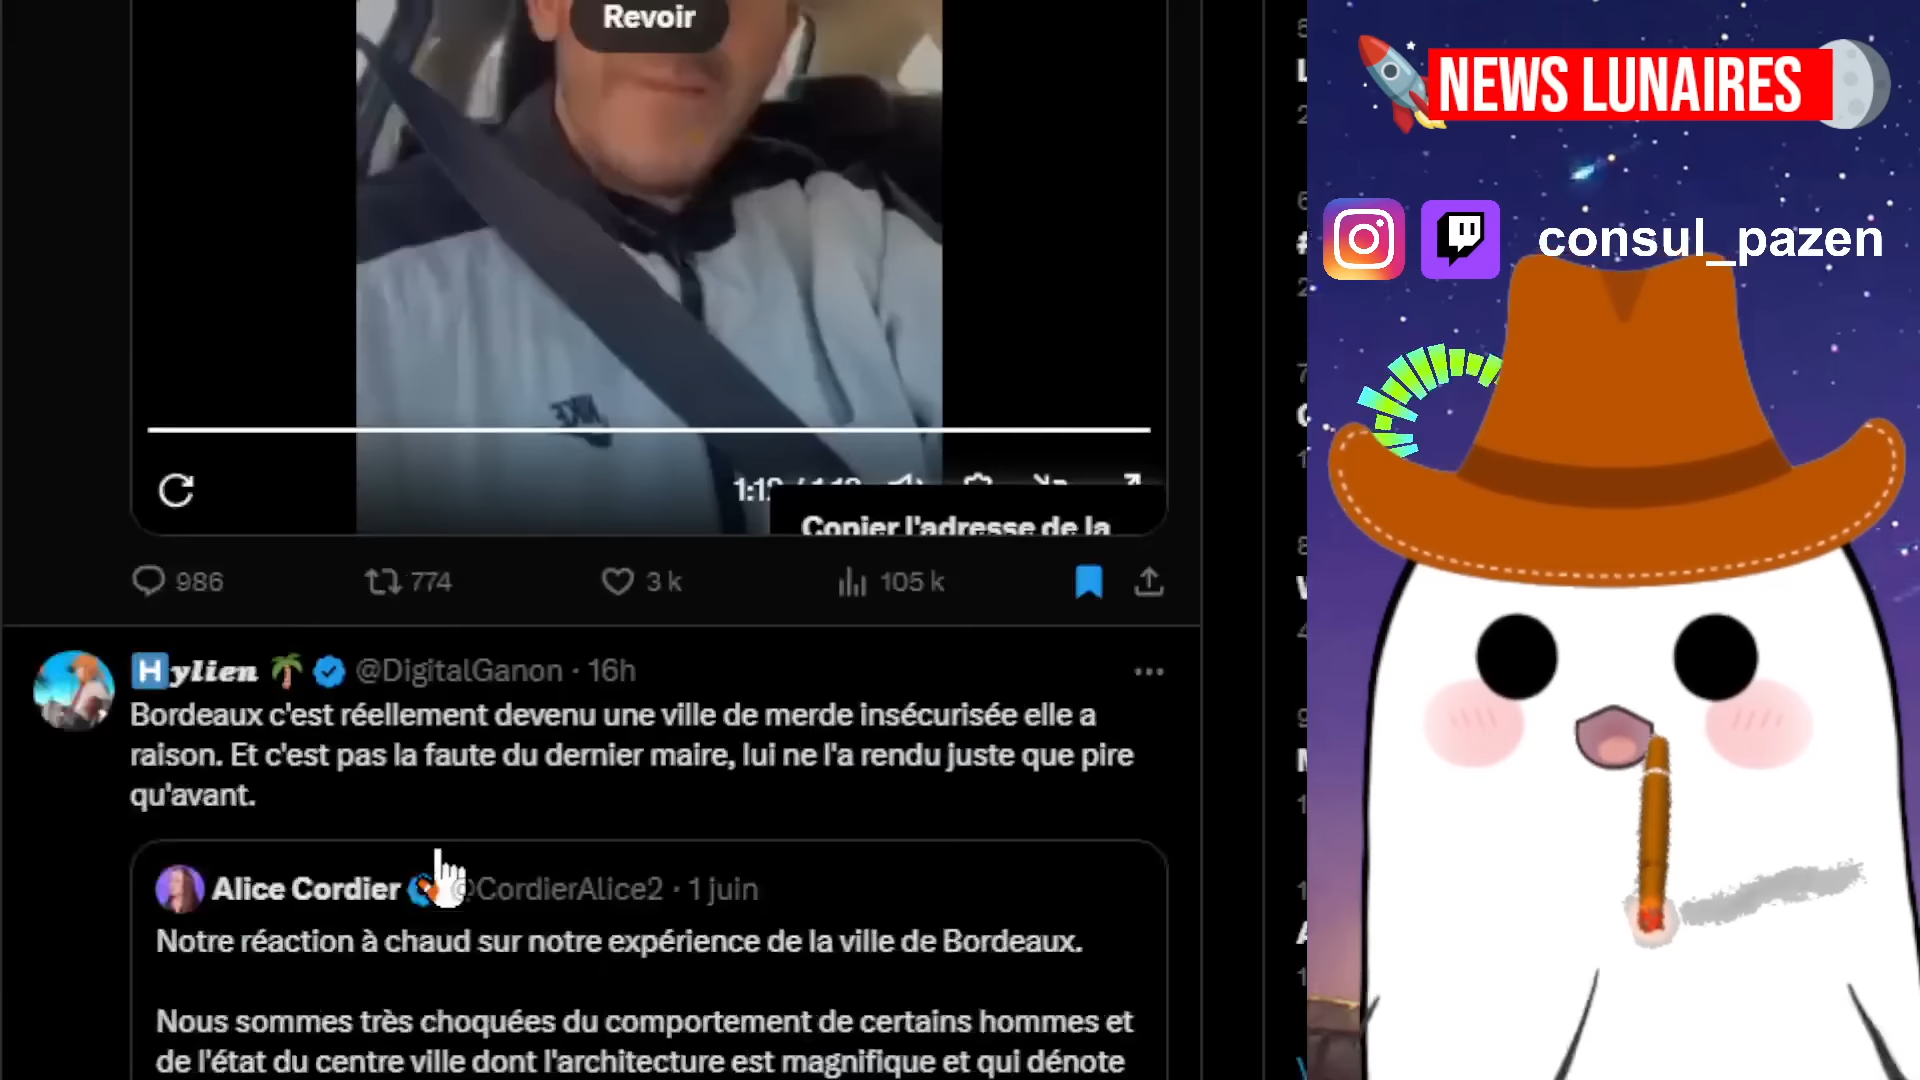 Revoir
NEWS LUNAIRES
consul_pazen
Copier l'adresse de la
986 774 3 k 105 k
Hylien @DigitalGanon · 16h
Bordeaux c'est réellement devenu une ville de merde insécurisée elle a
raison. Et c'est pas la faute du dernier maire, lui ne l'a rendu juste que pire
qu'avant.
Alice Cordier @CordierAlice2 · 1 juin
Notre réaction à chaud sur notre expérience de la ville de Bordeaux.
Nous sommes très choquées du comportement de certains hommes et
de l'état du centre ville dont l'architecture est magnifique et qui dénote